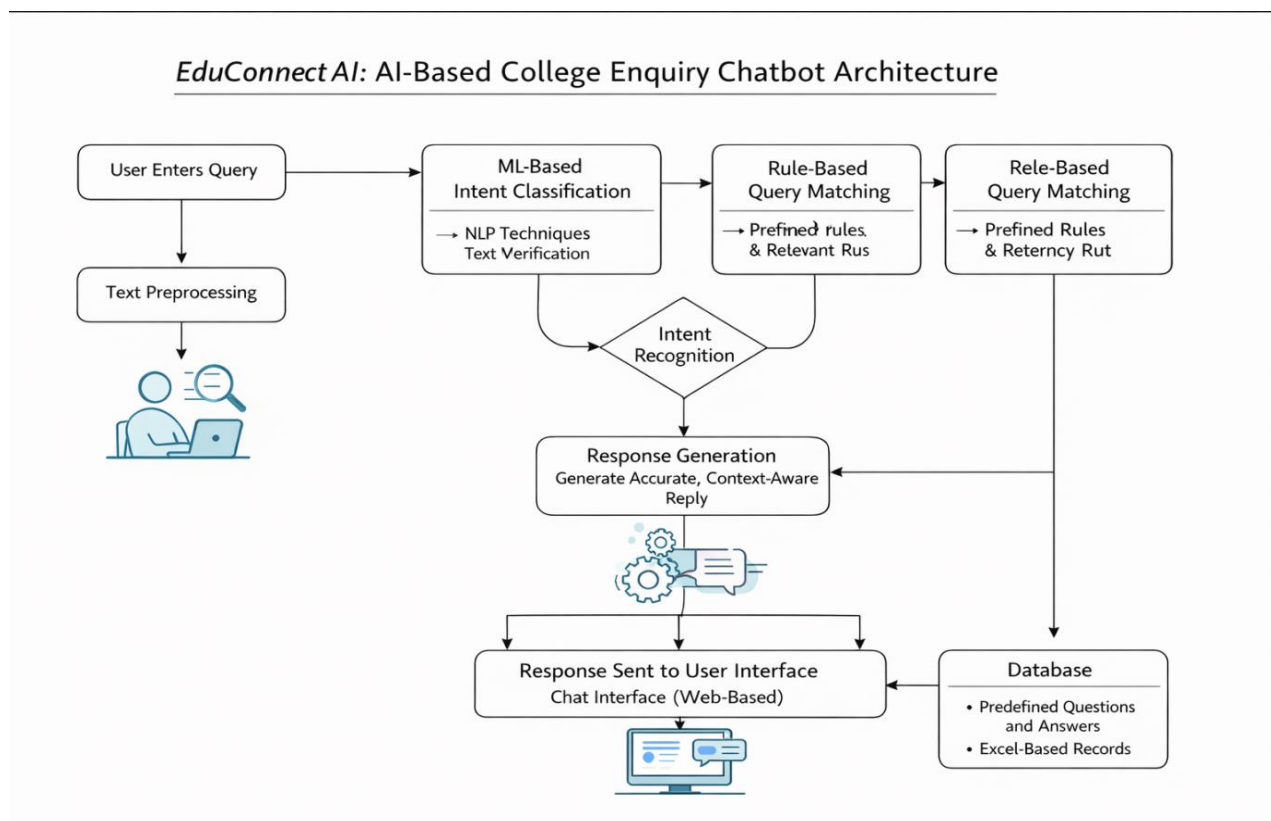 EduConnect AI: AI-Based College Enquiry Chatbot Architecture
User Enters Query
Text Preprocessing
ML-Based
Intent Classification
→ NLP Techniques
Text Verification
Rule-Based
Query Matching
→ Prefined rules.
& Relevant Rus
Rele-Based
Query Matching
→ Prefined Rules
& Reterncy Rut
Intent
Recognition
Response Generation
Generate Accurate, Context-Aware
Reply
Response Sent to User Interface
Chat Interface (Web-Based)
Database
• Predefined Questions
and Answers
• Excel-Based Records